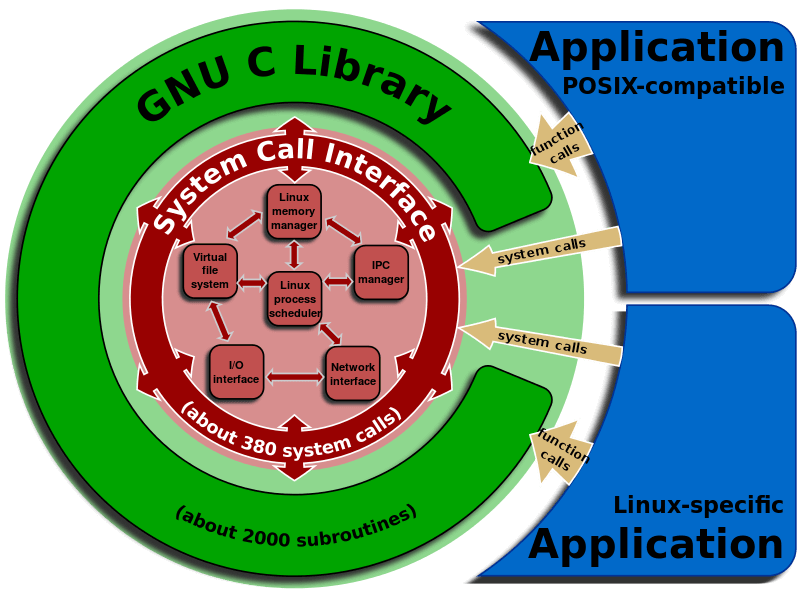 GNU C Library
System Call Interface
Linux
memory
manager
Virtual
file
system
IPC
manager
Linux
process
scheduler
I/O
interface
Network
interface
(about 380 system calls)
(about 2000 subroutines)
Application
POSIX-compatible
function
calls
system calls
system calls
function
calls
Linux-specific
Application